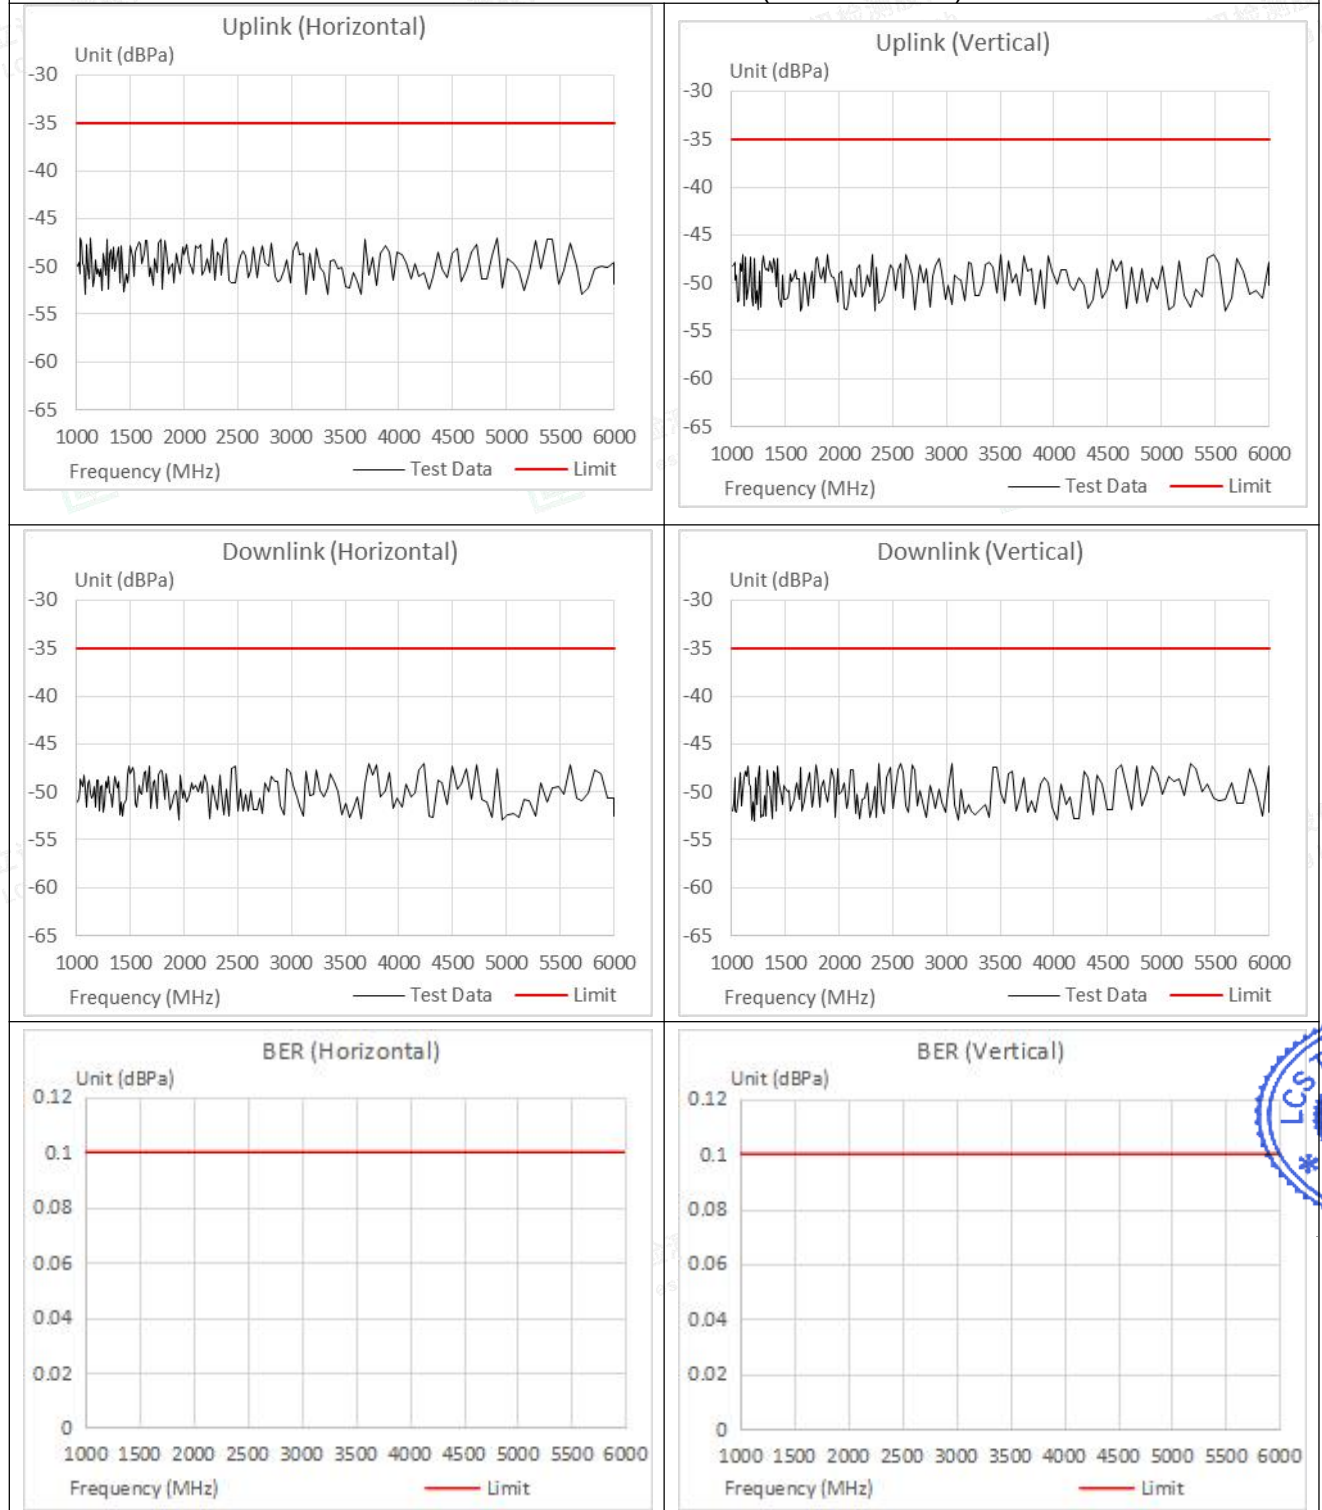 Uplink (Horizontal)
Unit (dBPa)
-30
-35
-40
-45
-50
-55
-60
-65
1000 1500 2000 2500 3000 3500 4000 4500 5000 5500 6000
Frequency (MHz) Test Data Limit
Uplink (Vertical)
Unit (dBPa)
-30
-35
-40
-45
-50
-55
-60
-65
1000 1500 2000 2500 3000 3500 4000 4500 5000 5500 6000
Frequency (MHz) Test Data Limit
Downlink (Horizontal)
Unit (dBPa)
-30
-35
-40
-45
-50
-55
-60
-65
1000 1500 2000 2500 3000 3500 4000 4500 5000 5500 6000
Frequency (MHz) Test Data Limit
Downlink (Vertical)
Unit (dBPa)
-30
-35
-40
-45
-50
-55
-60
-65
1000 1500 2000 2500 3000 3500 4000 4500 5000 5500 6000
Frequency (MHz) Test Data Limit
BER (Horizontal)
Unit (dBPa)
0.12
0.1
0.08
0.06
0.04
0.02
0
1000 1500 2000 2500 3000 3500 4000 4500 5000 5500 6000
Frequency (MHz) Limit
BER (Vertical)
Unit (dBPa)
0.12
0.1
0.08
0.06
0.04
0.02
0
1000 1500 2000 2500 3000 3500 4000 4500 5000 5500 6000
Frequency (MHz) Limit
LCS